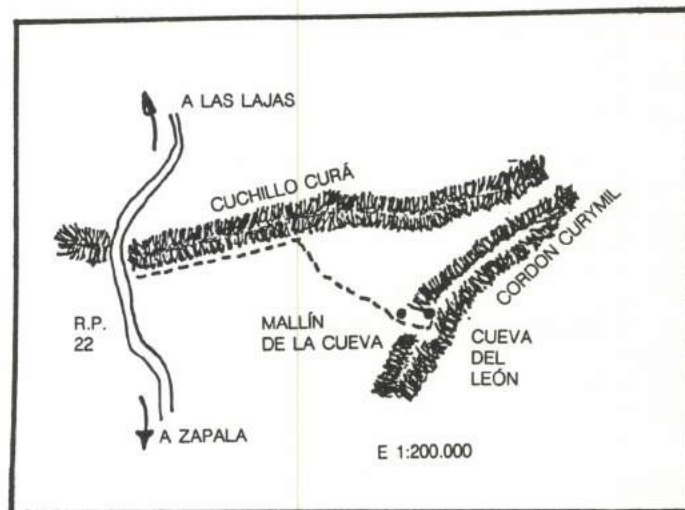 A LAS LAJAS
CUCHILLO CURÁ
CORDON CURYMIL
R.P.
22
MALLÍN
DE LA CUEVA
CUEVA
DEL
LEÓN
A ZAPALA
E 1:200.000